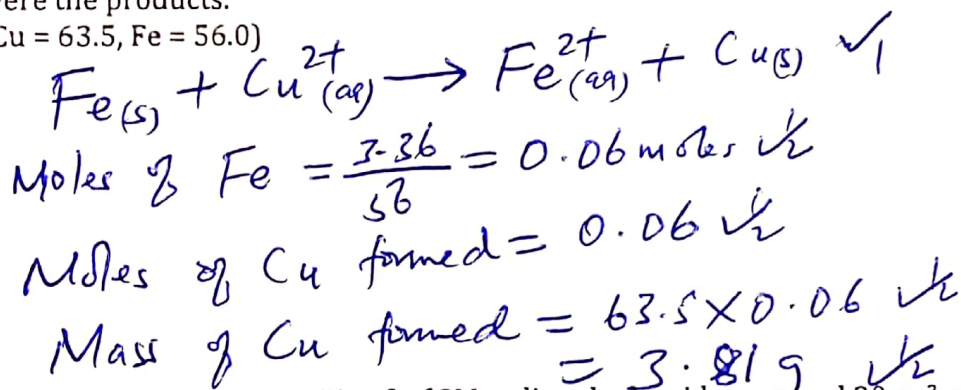 Cu = 63.5, Fe = 56.0)
Fe(s) + Cu²⁺(aq) → Fe²⁺(aq) + Cu(s) ✓1
Moles of Fe = 3.36/56 = 0.06 moles ✓½
Moles of Cu formed = 0.06 ✓½
Mass of Cu formed = 63.5 × 0.06 ✓½
= 3.81 g ✓½